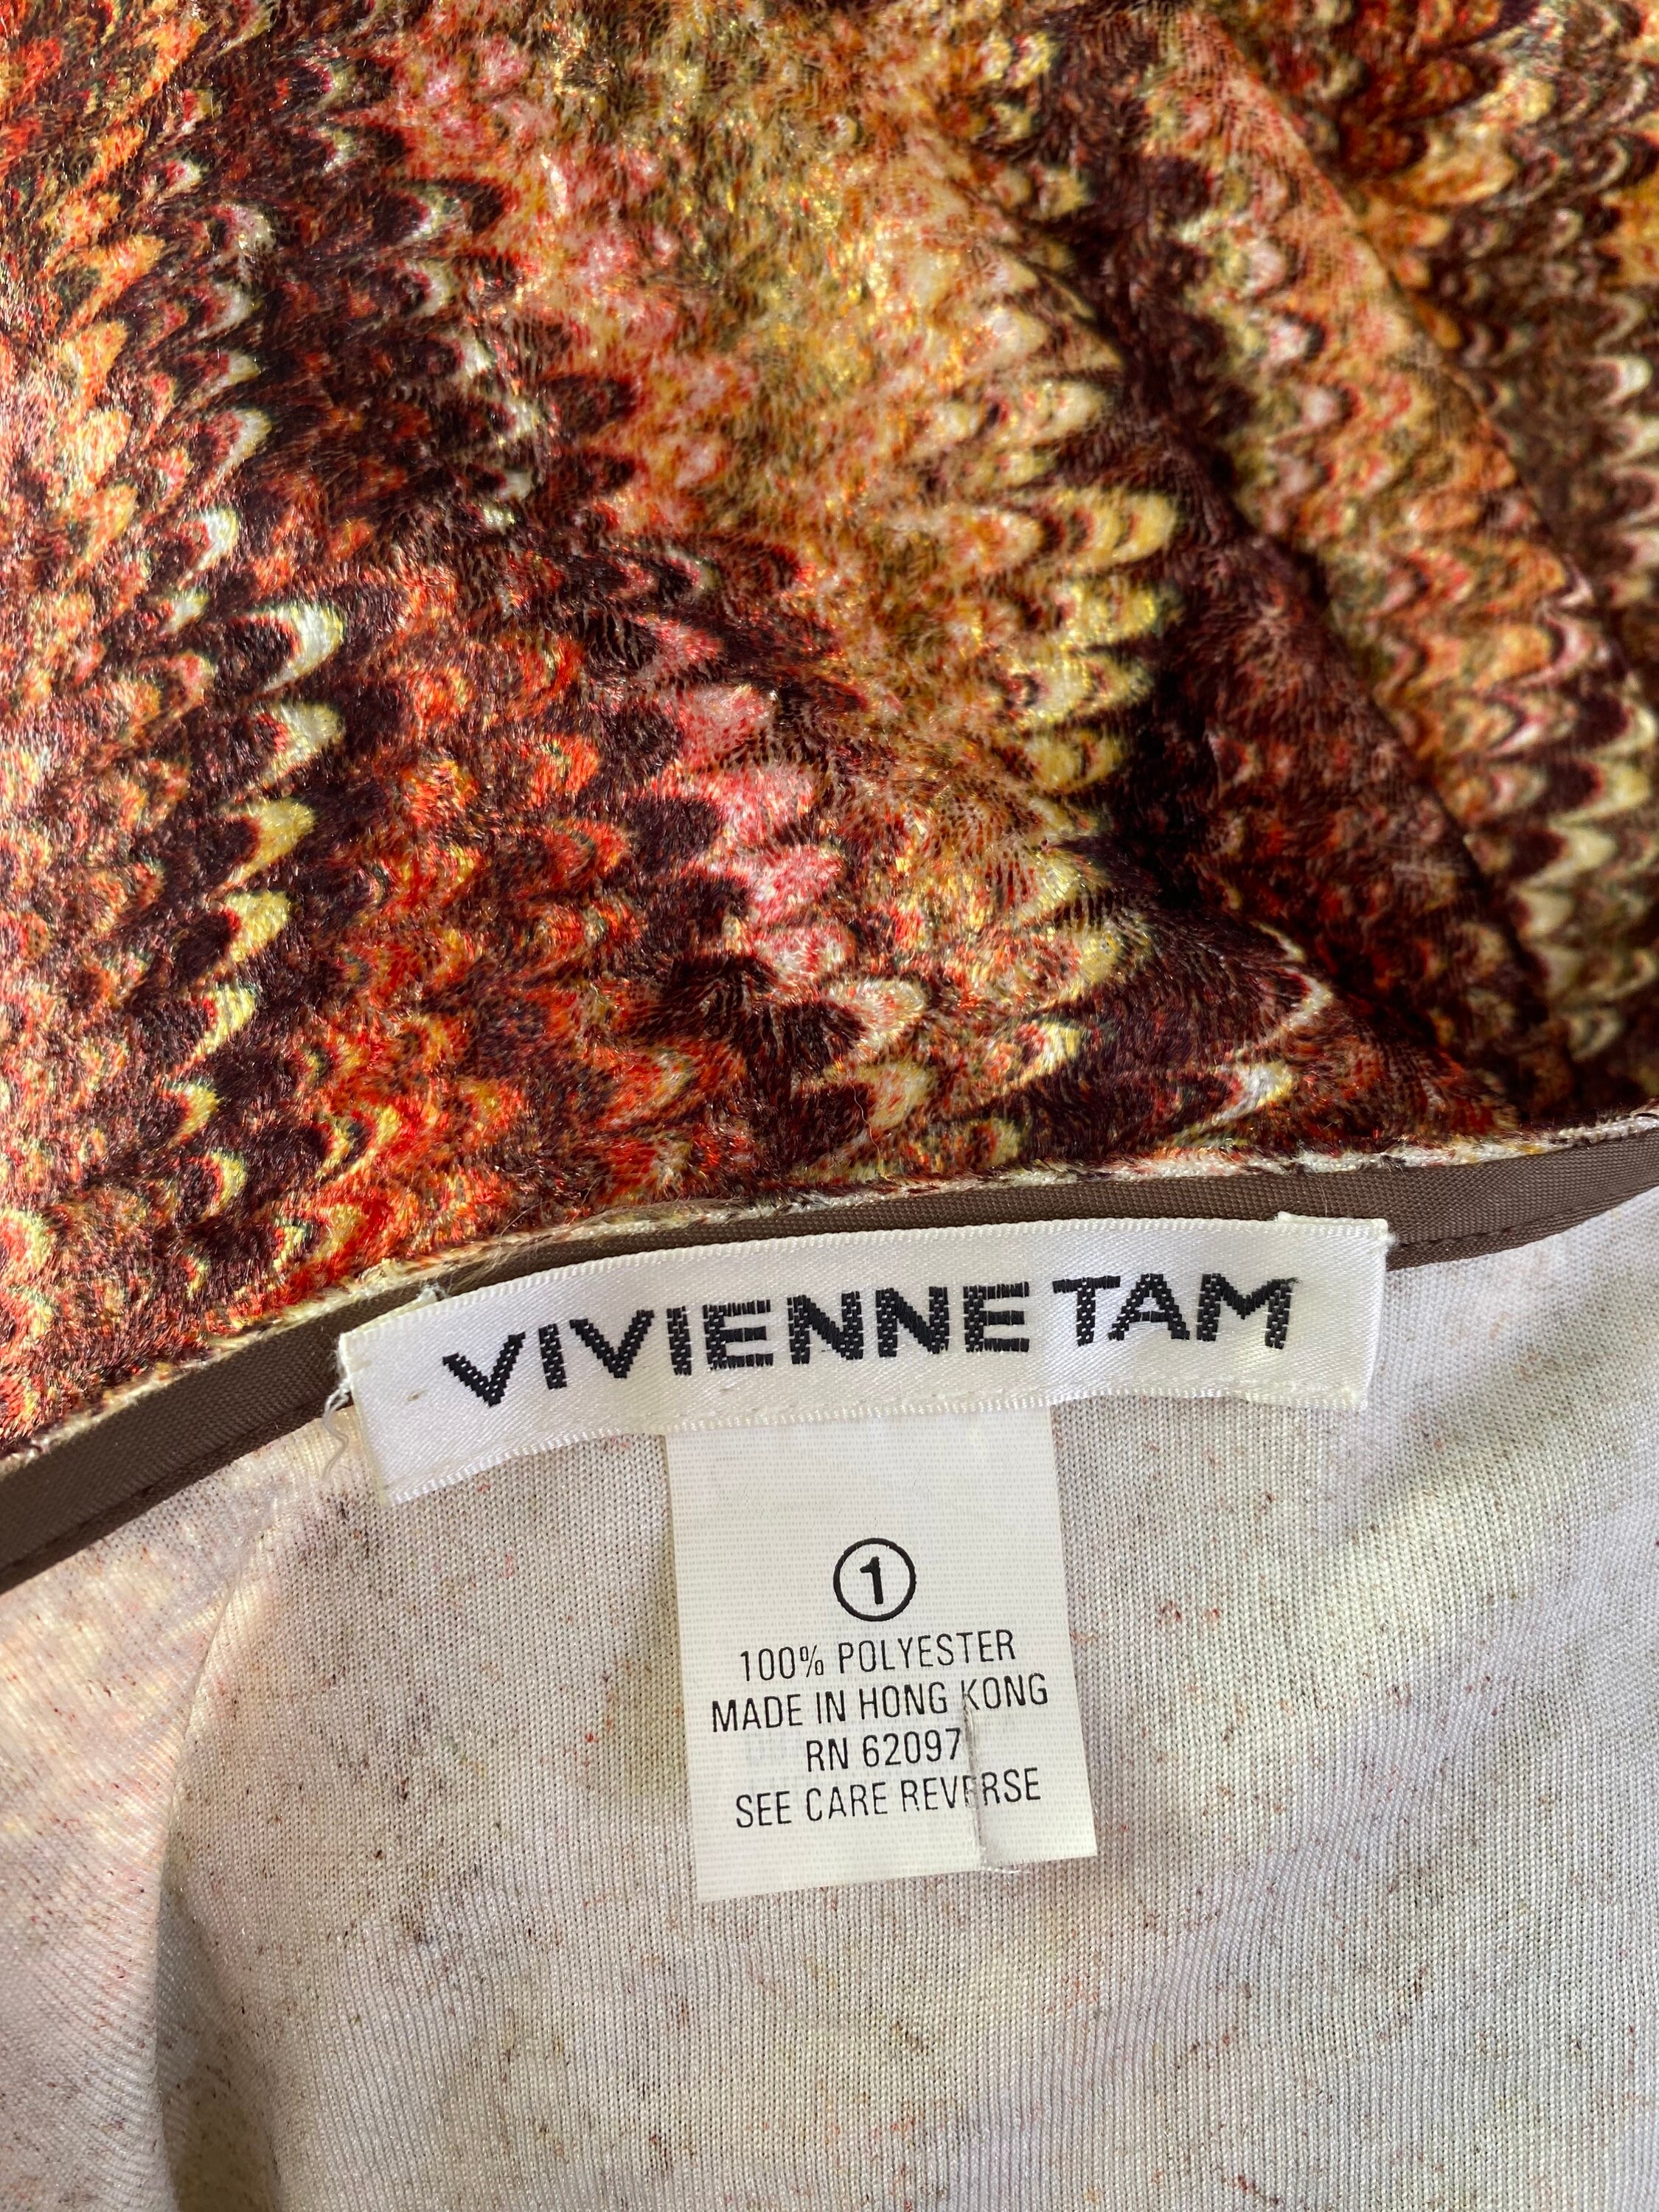 VIVIENNE TAM
1
100% POLYESTER
MADE IN HONG KONG
RN 62097
SEE CARE REVERSE